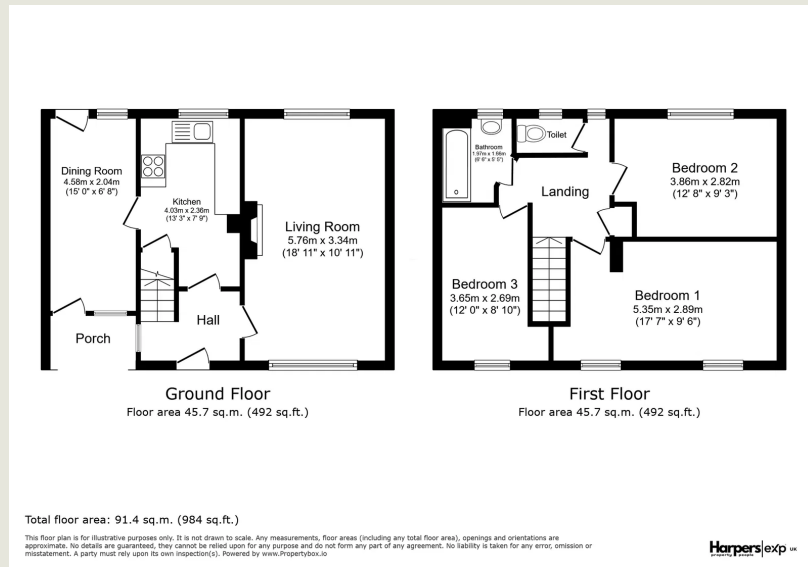 Dining Room
4.58m x 2.04m
(15' 0" x 6' 8")
Kitchen
4.03m x 2.36m
(13' 3" x 7' 9")
Living Room
5.76m x 3.34m
(18' 11" x 10' 11")
Hall
Porch
Ground Floor
Floor area 45.7 sq.m. (492 sq.ft.)
Bathroom
1.97m x 1.66m
(6' 6" x 5' 5")
Toilet
Landing
Bedroom 2
3.86m x 2.82m
(12' 8" x 9' 3")
Bedroom 3
3.65m x 2.69m
(12' 0" x 8' 10")
Bedroom 1
5.35m x 2.89m
(17' 7" x 9' 6")
First Floor
Floor area 45.7 sq.m. (492 sq.ft.)
Total floor area: 91.4 sq.m. (984 sq.ft.)
This floor plan is for illustrative purposes only. It is not drawn to scale. Any measurements, floor areas (including any total floor area), openings and orientations are
approximate. No details are guaranteed, they cannot be relied upon for any purpose and do not form any part of any agreement. No liability is taken for any error, omission or
misstatement. A party must rely upon its own inspection(s). Powered by www.Propertybox.io
Harpers exp UK
property people